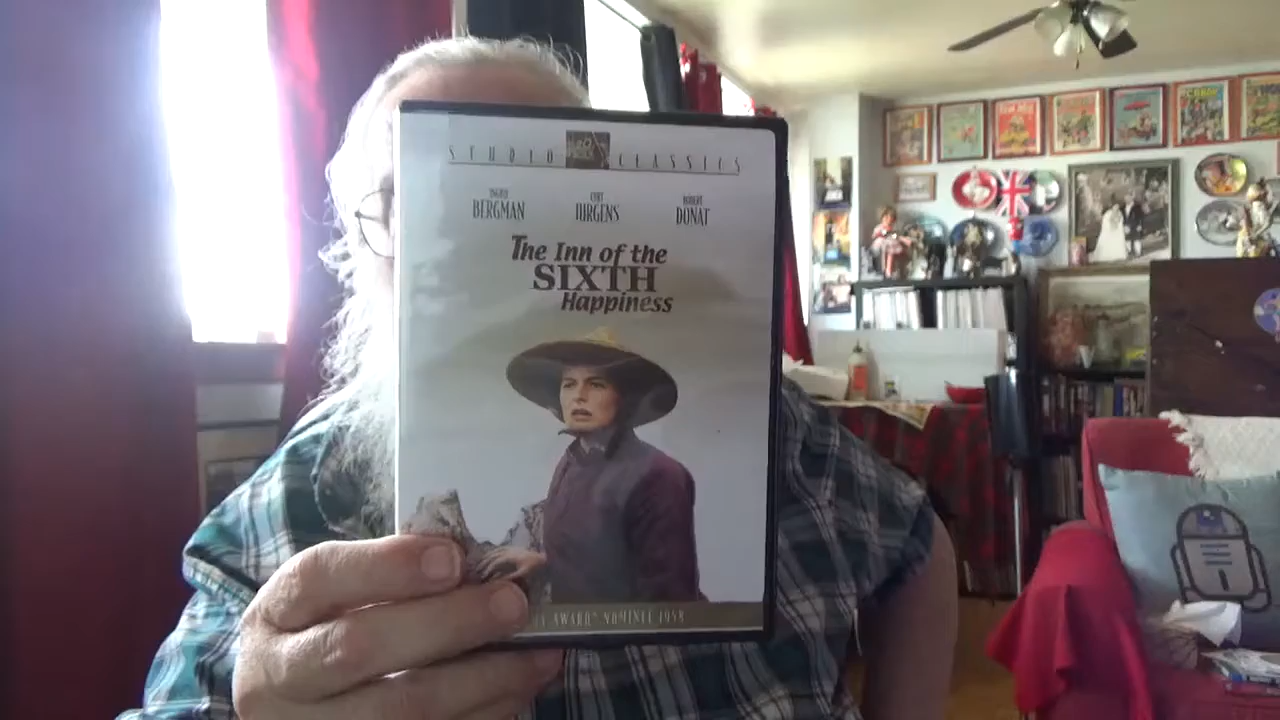 STUDIO CLASSICS
INGRID BERGMAN
CURT JURGENS
ROBERT DONAT
The Inn of the
SIXTH
Happiness
AWARD® NOMINEE 1958